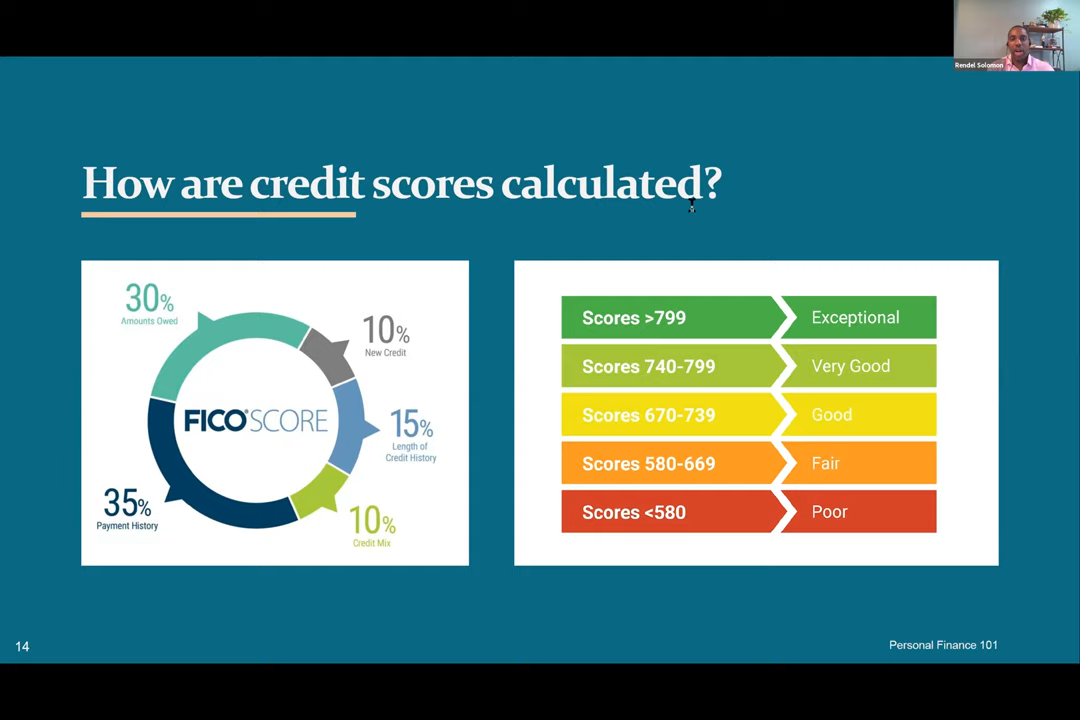 Rendel Solomon
How are credit scores calculated?
30%
Amounts Owed
10%
New Credit
FICO® SCORE
15%
Length of
Credit History
35%
Payment History
10%
Credit Mix
Scores >799 Exceptional
Scores 740-799 Very Good
Scores 670-739 Good
Scores 580-669 Fair
Scores <580 Poor
14
Personal Finance 101